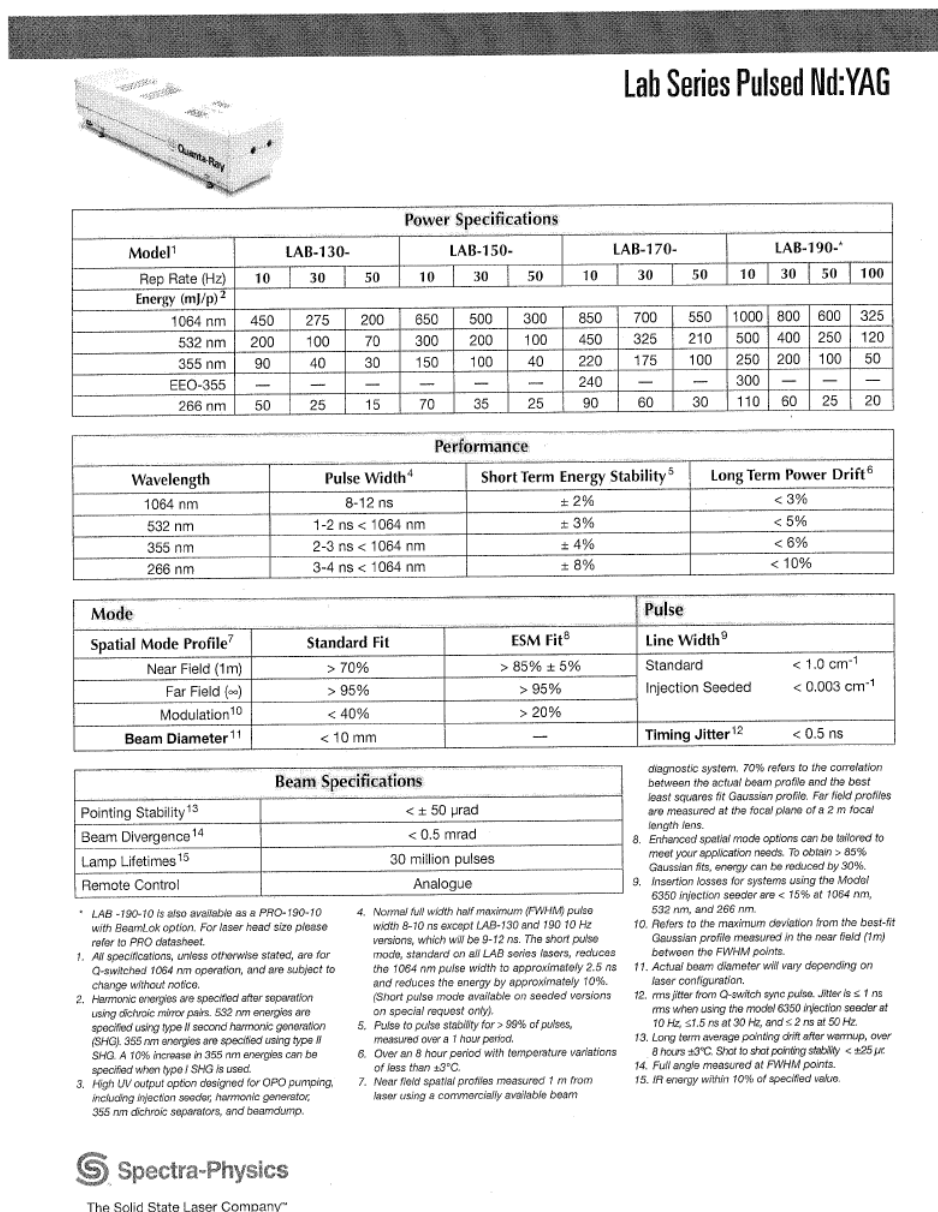 Lab Series Pulsed Nd:YAG
Quanta-Ray
Power Specifications
Model1 LAB-130- LAB-150- LAB-170- LAB-190-*
Rep Rate (Hz) 10 30 50 10 30 50 10 30 50 10 30 50 100
Energy (mJ/p)2
1064 nm 450 275 200 650 500 300 850 700 550 1000 800 600 325
532 nm 200 100 70 300 200 100 450 325 210 500 400 250 120
355 nm 90 40 30 150 100 40 220 175 100 250 200 100 50
EEO-355 — — — — — — 240 — — 300 — — —
266 nm 50 25 15 70 35 25 90 60 30 110 60 25 20
Performance
Wavelength Pulse Width4 Short Term Energy Stability5 Long Term Power Drift6
1064 nm 8-12 ns ± 2% < 3%
532 nm 1-2 ns < 1064 nm ± 3% < 5%
355 nm 2-3 ns < 1064 nm ± 4% < 6%
266 nm 3-4 ns < 1064 nm ± 8% < 10%
Mode Pulse
Spatial Mode Profile7 Standard Fit ESM Fit8 Line Width9
Near Field (1m) > 70% > 85% ± 5% Standard < 1.0 cm-1
Far Field (∞) > 95% > 95% Injection Seeded < 0.003 cm-1
Modulation10 < 40% > 20%
Beam Diameter11 < 10 mm — Timing Jitter12 < 0.5 ns
Beam Specifications
Pointing Stability13 < ± 50 µrad
Beam Divergence14 < 0.5 mrad
Lamp Lifetimes15 30 million pulses
Remote Control Analogue
* LAB -190-10 is also available as a PRO-190-10
with BeamLok option. For laser head size please
refer to PRO datasheet.
1. All specifications, unless otherwise stated, are for
Q-switched 1064 nm operation, and are subject to
change without notice.
2. Harmonic energies are specified after separation
using dichroic mirror pairs. 532 nm energies are
specified using type II second harmonic generation
(SHG). 355 nm energies are specified using type II
SHG. A 10% increase in 355 nm energies can be
specified when type I SHG is used.
3. High UV output option designed for OPO pumping,
including injection seeder, harmonic generator,
355 nm dichroic separators, and beamdump.
4. Normal full width half maximum (FWHM) pulse
width 8-10 ns except LAB-130 and 190 10 Hz
versions, which will be 9-12 ns. The short pulse
mode, standard on all LAB series lasers, reduces
the 1064 nm pulse width to approximately 2.5 ns
and reduces the energy by approximately 10%.
(Short pulse mode available on seeded versions
on special request only).
5. Pulse to pulse stability for > 99% of pulses,
measured over a 1 hour period.
6. Over an 8 hour period with temperature variations
of less than ±3°C.
7. Near field spatial profiles measured 1 m from
laser using a commercially available beam
diagnostic system. 70% refers to the correlation
between the actual beam profile and the best
least squares fit Gaussian profile. Far field profiles
are measured at the focal plane of a 2 m focal
length lens.
8. Enhanced spatial mode options can be tailored to
meet your application needs. To obtain > 85%
Gaussian fits, energy can be reduced by 30%.
9. Insertion losses for systems using the Model
6350 injection seeder are < 15% at 1064 nm,
532 nm, and 266 nm.
10. Refers to the maximum deviation from the best-fit
Gaussian profile measured in the near field (1m)
between the FWHM points.
11. Actual beam diameter will vary depending on
laser configuration.
12. rms jitter from Q-switch sync pulse. Jitter is ≤ 1 ns
rms when using the model 6350 injection seeder at
10 Hz, ≤1.5 ns at 30 Hz, and ≤ 2 ns at 50 Hz.
13. Long term average pointing drift after warmup, over
8 hours ±3°C. Shot to shot pointing stability < ±25 µr.
14. Full angle measured at FWHM points.
15. IR energy within 10% of specified value.
Spectra-Physics
The Solid State Laser Company™